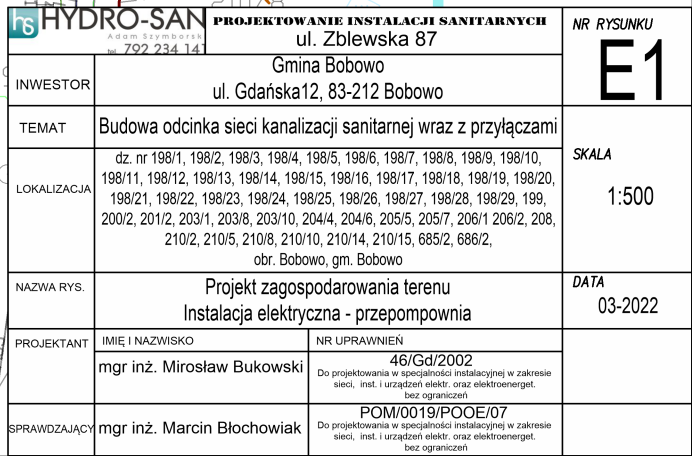 HYDRO-SAN
Adam Szymborsk
tel. 792 234 141
PROJEKTOWANIE INSTALACJI SANITARNYCH
ul. Zblewska 87
NR RYSUNKU
E1
INWESTOR
Gmina Bobowo
ul. Gdańska12, 83-212 Bobowo
TEMAT
Budowa odcinka sieci kanalizacji sanitarnej wraz z przyłączami
SKALA
1:500
LOKALIZACJA
dz. nr 198/1, 198/2, 198/3, 198/4, 198/5, 198/6, 198/7, 198/8, 198/9, 198/10,
198/11, 198/12, 198/13, 198/14, 198/15, 198/16, 198/17, 198/18, 198/19, 198/20,
198/21, 198/22, 198/23, 198/24, 198/25, 198/26, 198/27, 198/28, 198/29, 199,
200/2, 201/2, 203/1, 203/8, 203/10, 204/4, 204/6, 205/5, 205/7, 206/1 206/2, 208,
210/2, 210/5, 210/8, 210/10, 210/14, 210/15, 685/2, 686/2,
obr. Bobowo, gm. Bobowo
NAZWA RYS.
Projekt zagospodarowania terenu
Instalacja elektryczna - przepompownia
DATA
03-2022
PROJEKTANT
IMIĘ I NAZWISKO
NR UPRAWNIEŃ
mgr inż. Mirosław Bukowski
46/Gd/2002
Do projektowania w specjalności instalacyjnej w zakresie
sieci, inst. i urządzeń elektr. oraz elektroenerget.
bez ograniczeń
SPRAWDZAJĄCY
mgr inż. Marcin Błochowiak
POM/0019/POOE/07
Do projektowania w specjalności instalacyjnej w zakresie
sieci, inst. i urządzeń elektr. oraz elektroenerget.
bez ograniczeń